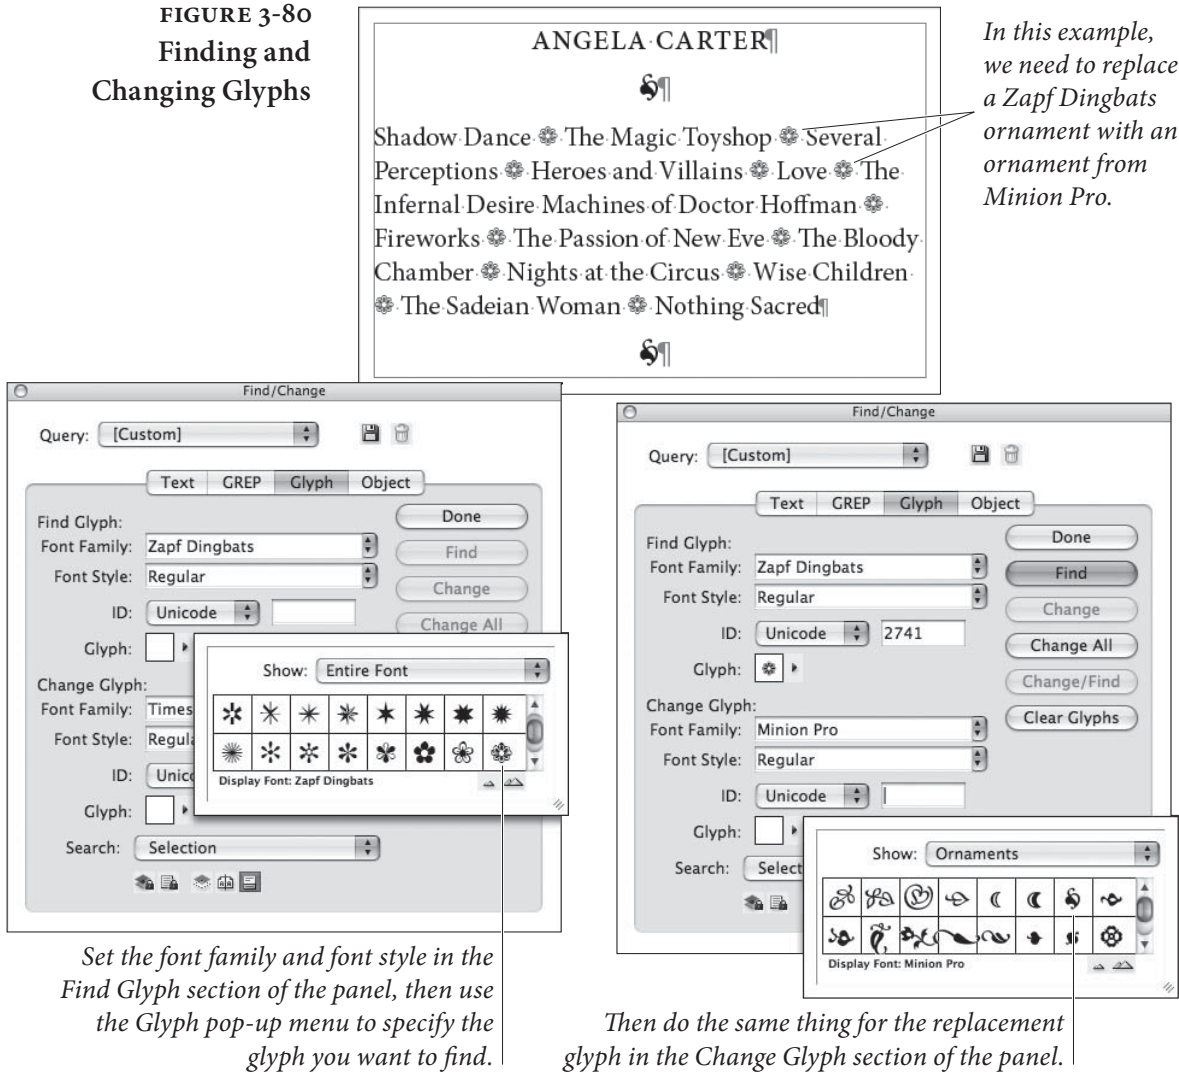 FIGURE 3-80
Finding and
Changing Glyphs
ANGELA·CARTER¶
¶
Shadow·Dance·❁·The·Magic·Toyshop·❁·Several·
Perceptions·❁·Heroes·and·Villains·❁·Love·❁·The·
Infernal·Desire·Machines·of·Doctor·Hoffman·❁·
Fireworks·❁·The·Passion·of·New·Eve·❁·The·Bloody·
Chamber·❁·Nights·at·the·Circus·❁·Wise·Children·
❁·The·Sadeian·Woman·❁·Nothing·Sacred¶
¶
In this example,
we need to replace
a Zapf Dingbats
ornament with an
ornament from
Minion Pro.
Find/Change
Query: [Custom]
Text GREP Glyph Object
Done
Find Glyph:
Font Family: Zapf Dingbats
Find
Font Style: Regular
Change
ID: Unicode
Change All
Glyph:
Show: Entire Font
Display Font: Zapf Dingbats
Change Glyph:
Font Family: Times
Font Style: Regula
ID: Unico
Glyph:
Search: Selection
Set the font family and font style in the
Find Glyph section of the panel, then use
the Glyph pop-up menu to specify the
glyph you want to find.
Find/Change
Query: [Custom]
Text GREP Glyph Object
Done
Find Glyph:
Font Family: Zapf Dingbats
Find
Font Style: Regular
Change
ID: Unicode 2741
Change All
Glyph: ❁
Change/Find
Change Glyph:
Clear Glyphs
Font Family: Minion Pro
Font Style: Regular
ID: Unicode
Glyph:
Search: Select
Show: Ornaments
Display Font: Minion Pro
Then do the same thing for the replacement
glyph in the Change Glyph section of the panel.